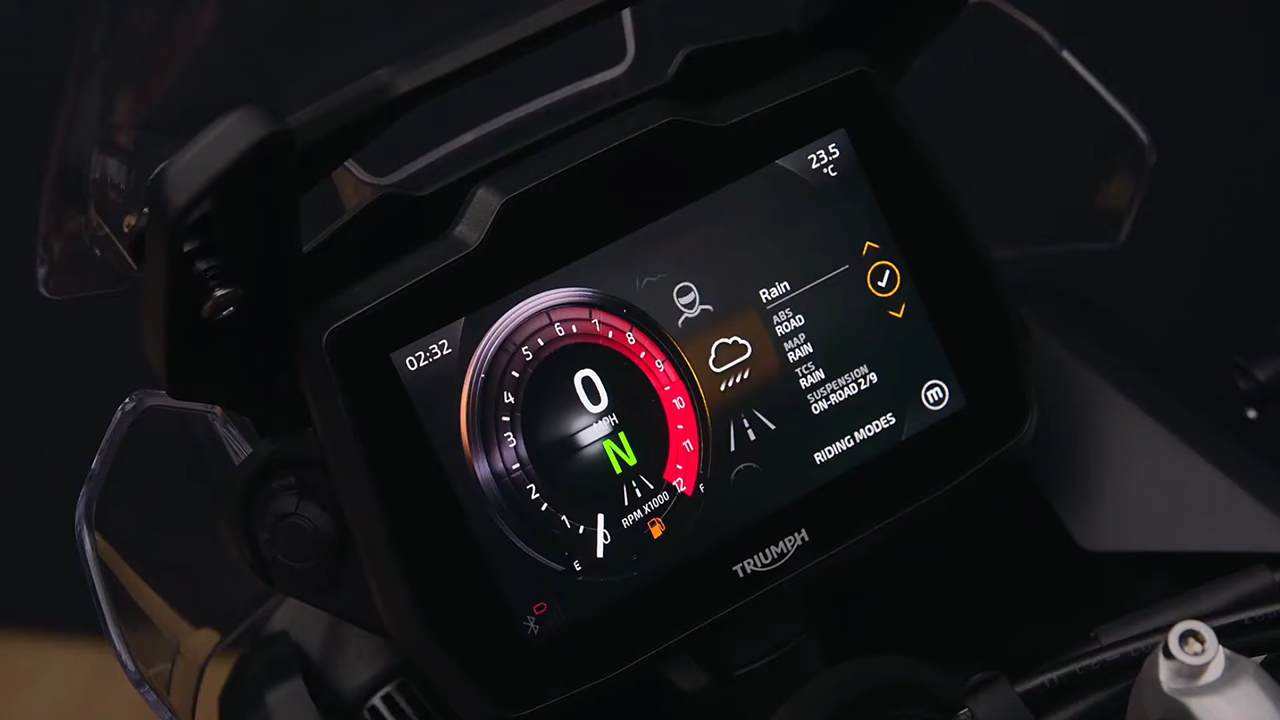 23.5
°C
02:32
Rain
ABS
ROAD
MAP
RAIN
TCS
RAIN
SUSPENSION
ON-ROAD 2/9
RIDING MODES
m
0
MPH
N
RPM X1000
0
1
2
3
4
5
6
7
8
9
10
11
12
E
F
TRIUMPH